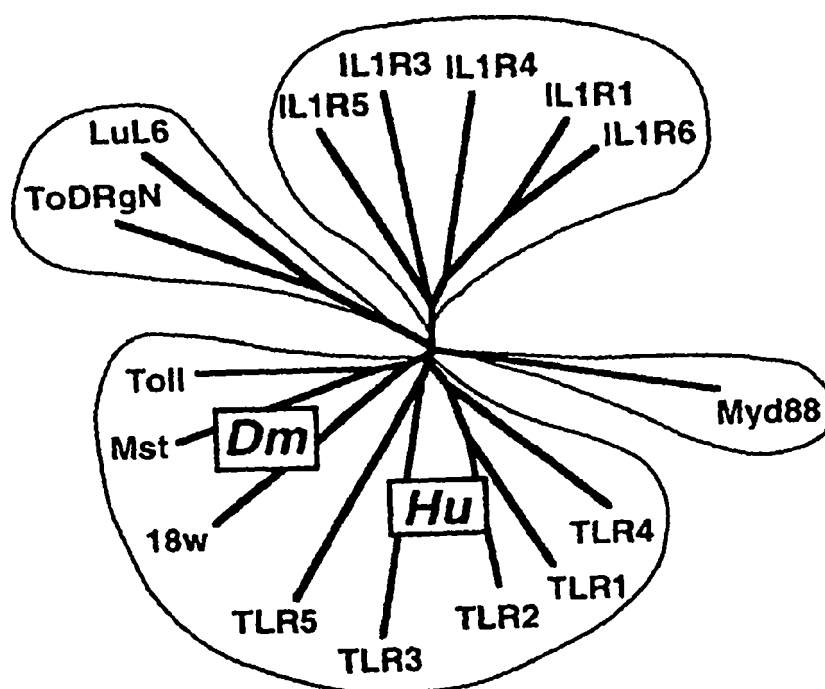 IL1R3 IL1R4
IL1R5
IL1R1
IL1R6
LuL6
ToDRgN
Toll
Mst
Dm
18w
Hu
Myd88
TLR4
TLR1
TLR2
TLR5
TLR3